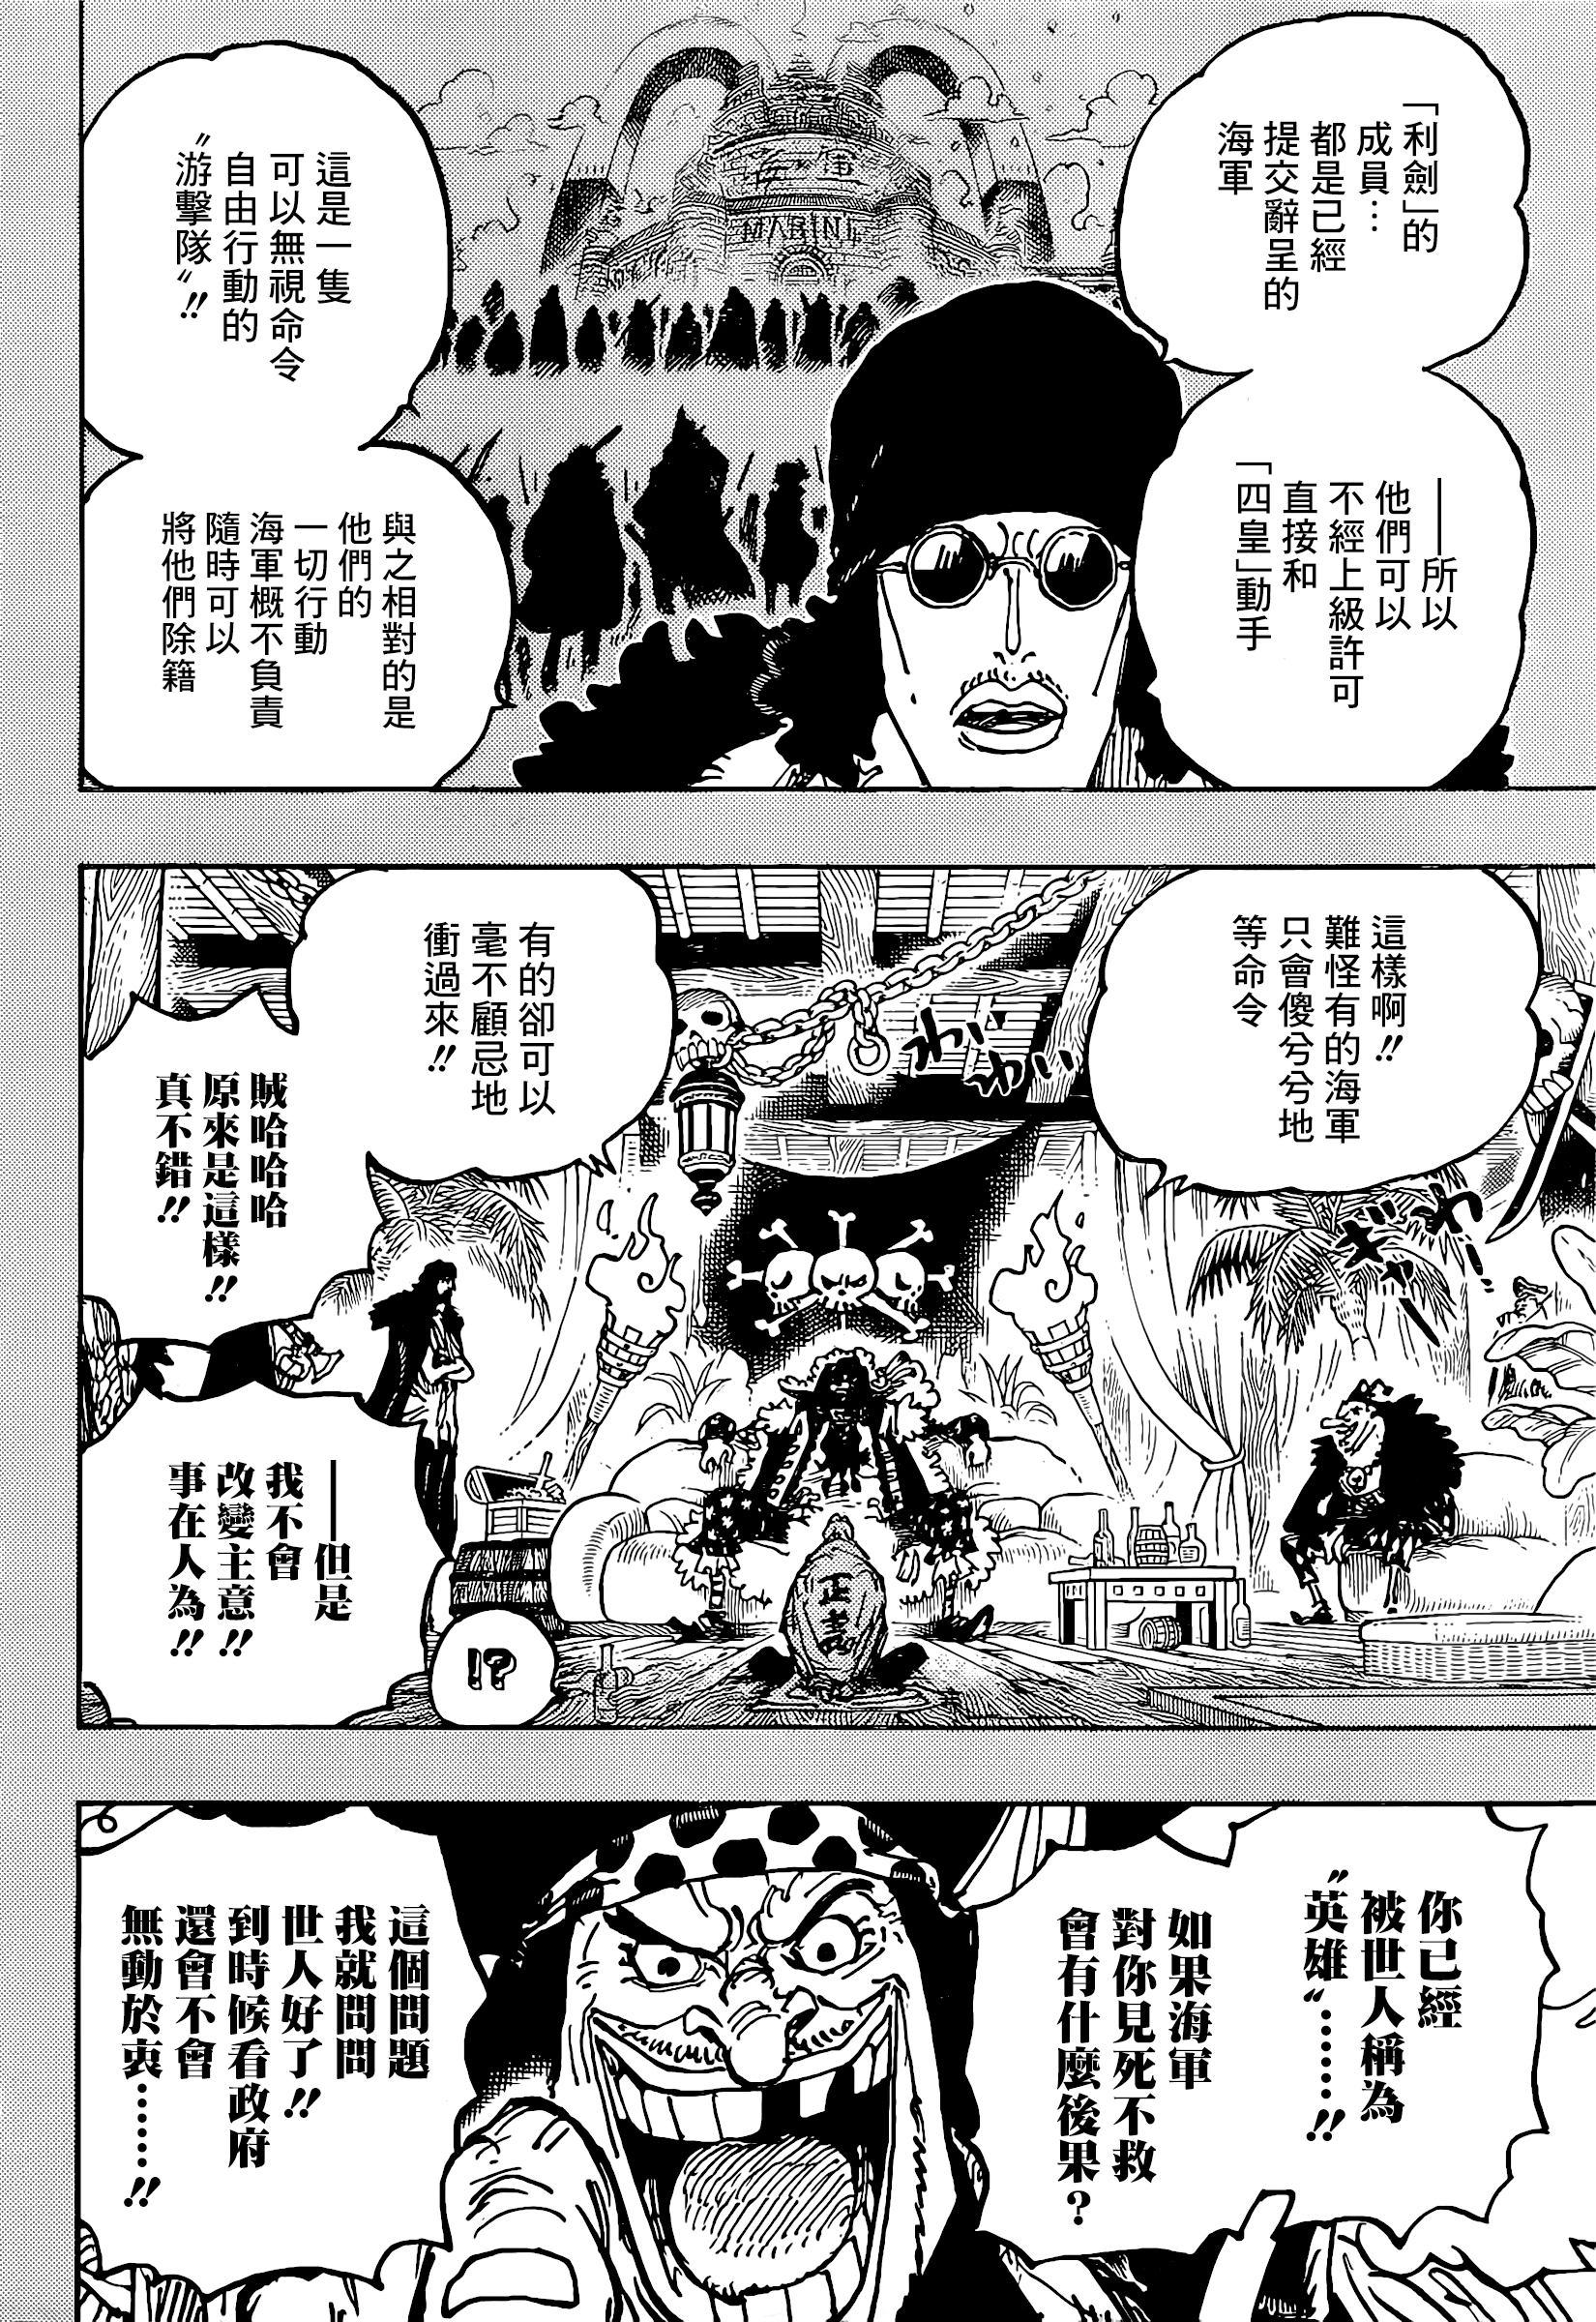 「利劍」的
成員…
都是已經
提交辭呈的
海軍
——所以
他們可以
不經上級許可
直接和
「四皇」動手
這是一隻
可以無視命令
自由行動的
〝游擊隊〞!!
與之相對的是
他們的
一切行動
海軍概不負責
隨時可以
將他們除籍
海軍
MARINE
這樣啊!!
難怪有的海軍
只會傻兮兮地
等命令
有的卻可以
毫不顧忌地
衝過來!!
わい
わい
賊哈哈哈
原來是這樣!!
真不錯!!
——但是
我不會
改變主意!!
事在人為!!
!?
正義
你已經
被世人稱為
〝英雄〞……!!
如果海軍
對你見死不救
會有什麼後果?
這個問題
我就問問
世人好了!!
到時候看政府
還會不會
無動於衷……!!